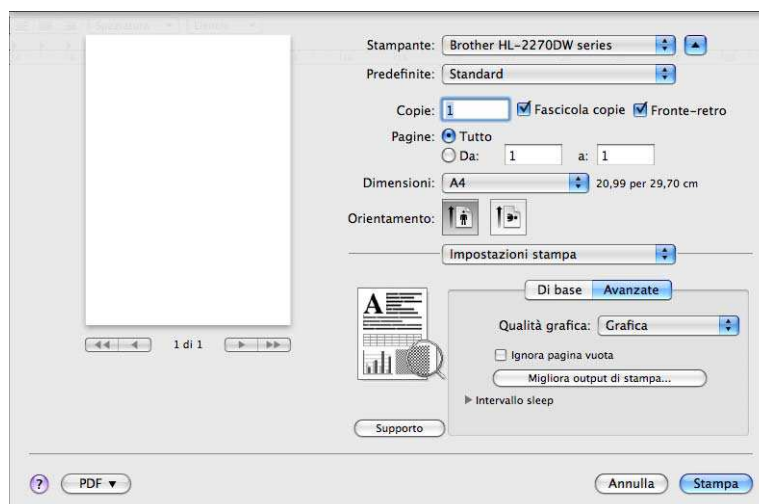 Stampante: Brother HL-2270DW series
Predefinite: Standard
Copie: 1 Fascicola copie Fronte-retro
Pagine: Tutto
Da: 1 a: 1
Dimensioni: A4 20,99 per 29,70 cm
Orientamento:
Impostazioni stampa
Di base Avanzate
Qualità grafica: Grafica
Ignora pagina vuota
Migliora output di stampa...
Intervallo sleep
Supporto
1 di 1
? PDF Annulla Stampa